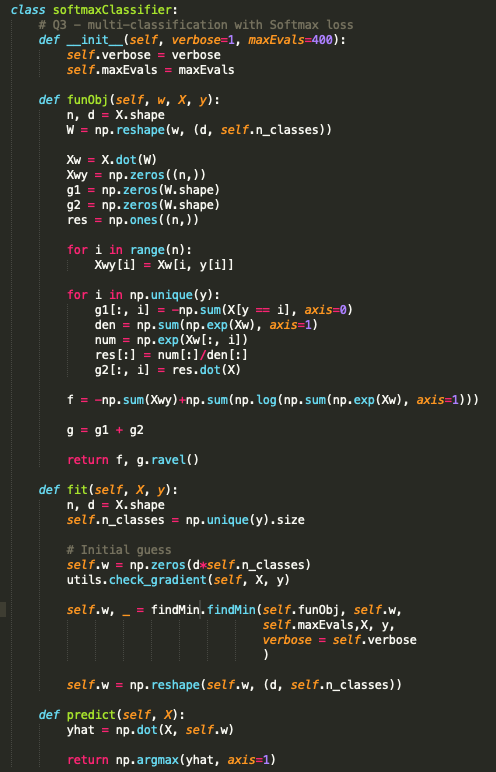 class softmaxClassifier:
    # Q3 - multi-classification with Softmax loss
    def __init__(self, verbose=1, maxEvals=400):
        self.verbose = verbose
        self.maxEvals = maxEvals

    def funObj(self, w, X, y):
        n, d = X.shape
        W = np.reshape(w, (d, self.n_classes))

        Xw = X.dot(W)
        Xwy = np.zeros((n,))
        g1 = np.zeros(W.shape)
        g2 = np.zeros(W.shape)
        res = np.ones((n,))

        for i in range(n):
            Xwy[i] = Xw[i, y[i]]

        for i in np.unique(y):
            g1[:, i] = -np.sum(X[y == i], axis=0)
            den = np.sum(np.exp(Xw), axis=1)
            num = np.exp(Xw[:, i])
            res[:] = num[:]/den[:]
            g2[:, i] = res.dot(X)

        f = -np.sum(Xwy)+np.sum(np.log(np.sum(np.exp(Xw), axis=1)))

        g = g1 + g2

        return f, g.ravel()

    def fit(self, X, y):
        n, d = X.shape
        self.n_classes = np.unique(y).size

        # Initial guess
        self.w = np.zeros(d*self.n_classes)
        utils.check_gradient(self, X, y)

        self.w, _ = findMin.findMin(self.funObj, self.w,
                                    self.maxEvals,X, y,
                                    verbose = self.verbose
                                    )

        self.w = np.reshape(self.w, (d, self.n_classes))

    def predict(self, X):
        yhat = np.dot(X, self.w)

        return np.argmax(yhat, axis=1)